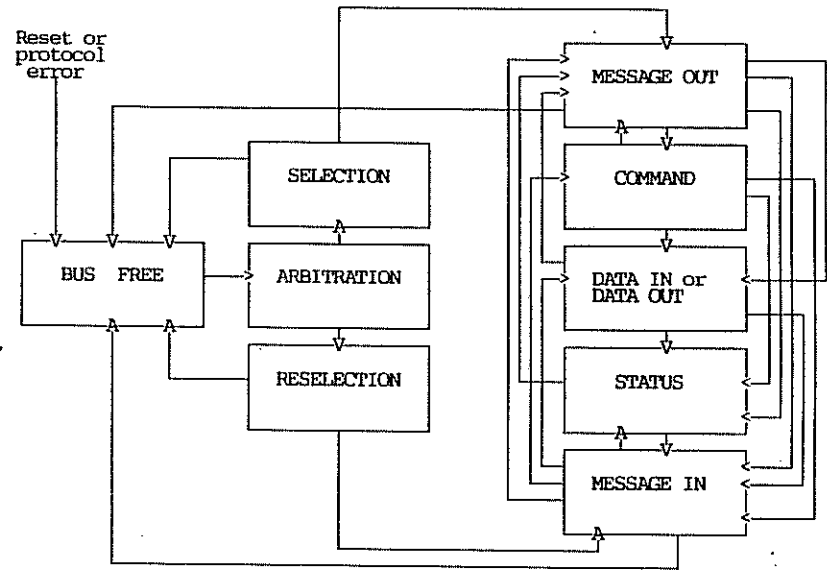 Reset or
protocol
error
MESSAGE OUT
SELECTION
COMMAND
BUS FREE
ARBITRATION
DATA IN or
DATA OUT
RESELECTION
STATUS
MESSAGE IN